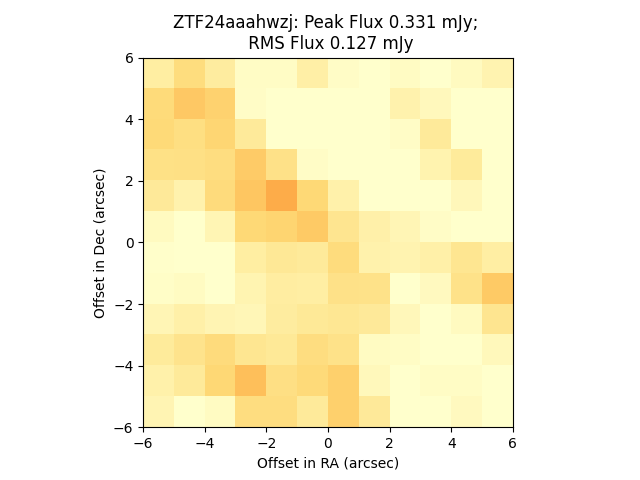 ZTF24aaahwzj: Peak Flux 0.331 mJy;
RMS Flux 0.127 mJy
6
4
2
0
−2
−4
−6
Offset in Dec (arcsec)
−6 −4 −2 0 2 4 6
Offset in RA (arcsec)